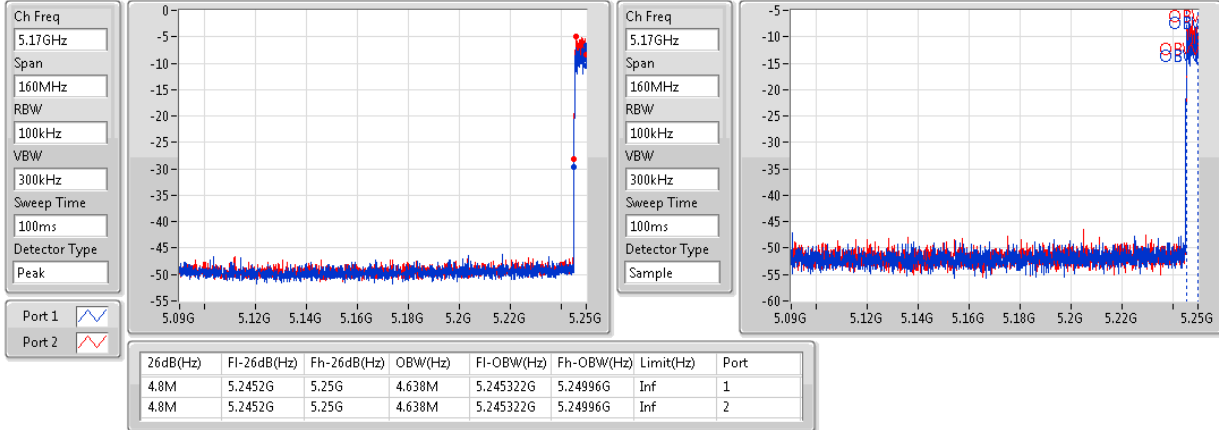 Ch Freq
5.17GHz
Span
160MHz
RBW
100kHz
VBW
300kHz
Sweep Time
100ms
Detector Type
Peak
Port 1
Port 2
0
-5
-10
-15
-20
-25
-30
-35
-40
-45
-50
-55
5.09G 5.12G 5.14G 5.16G 5.18G 5.2G 5.22G 5.25G
Ch Freq
5.17GHz
Span
160MHz
RBW
100kHz
VBW
300kHz
Sweep Time
100ms
Detector Type
Sample
-5
-10
-15
-20
-25
-30
-35
-40
-45
-50
-55
-60
5.09G 5.12G 5.14G 5.16G 5.18G 5.2G 5.22G 5.25G
26dB(Hz) Fl-26dB(Hz) Fh-26dB(Hz) OBW(Hz) Fl-OBW(Hz) Fh-OBW(Hz) Limit(Hz) Port
4.8M 5.2452G 5.25G 4.638M 5.245322G 5.24996G Inf 1
4.8M 5.2452G 5.25G 4.638M 5.245322G 5.24996G Inf 2